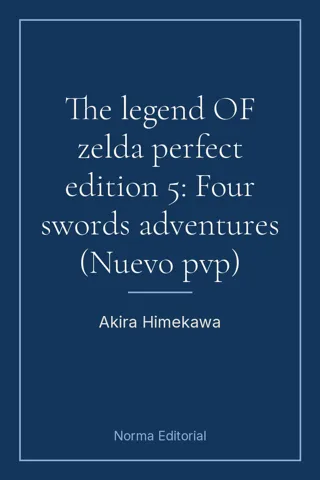 The legend OF
zelda perfect
edition 5: Four
swords adventures
(Nuevo pvp)
Akira Himekawa
Norma Editorial